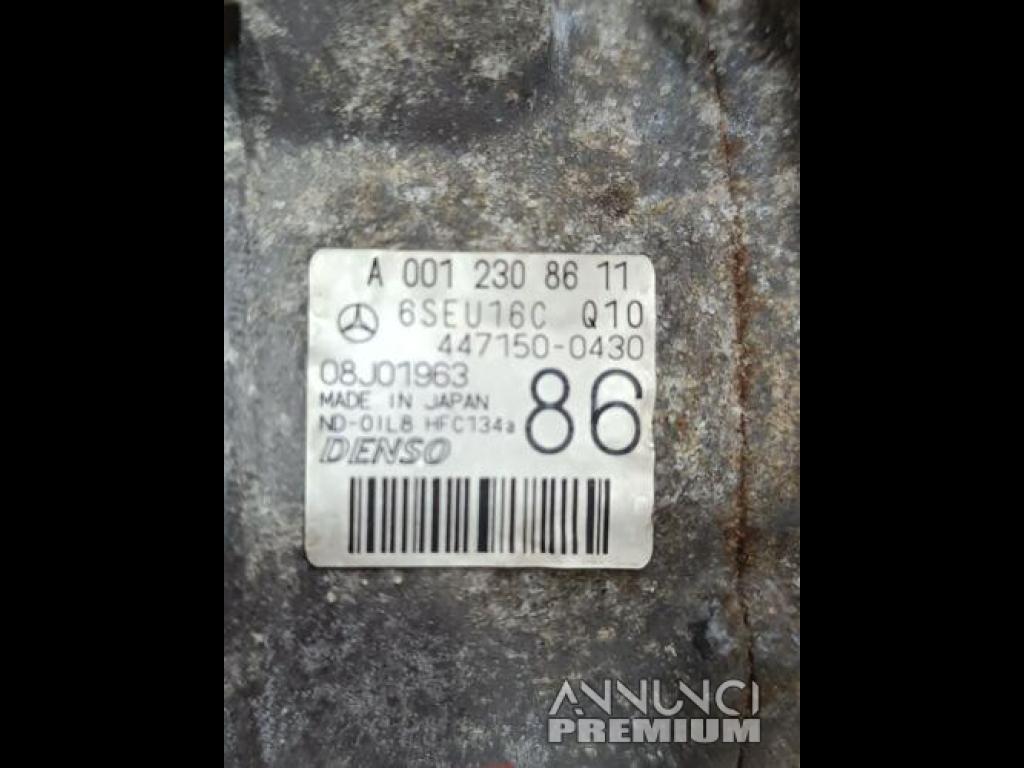 A 001 230 86 11
6SEU16C Q10
447150-0430
08J01963
MADE IN JAPAN
ND-OIL8 HFC134a
86
DENSO
ANNUNCI
PREMIUM